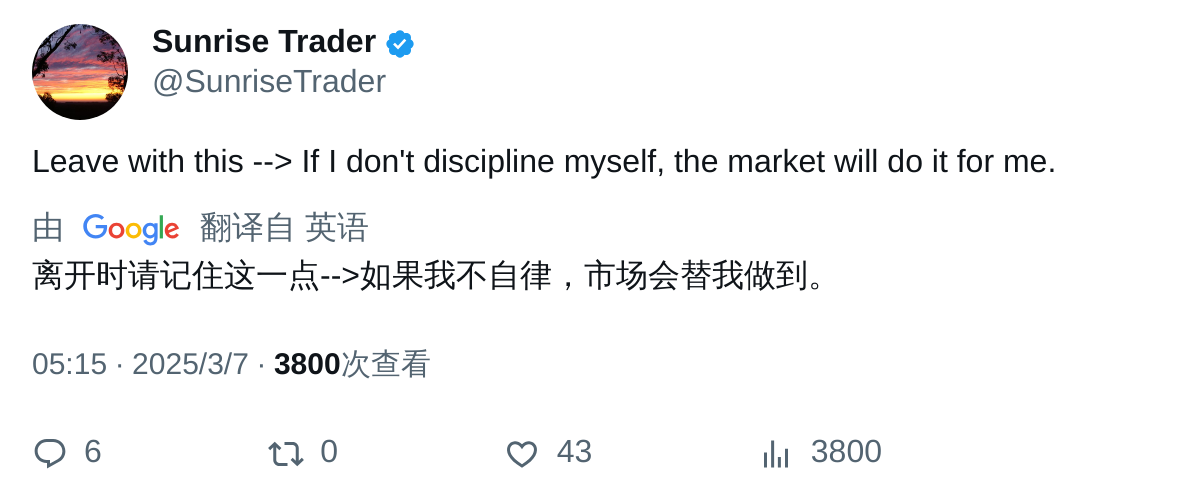 Sunrise Trader
@SunriseTrader
Leave with this --> If I don't discipline myself, the market will do it for me.
由 Google 翻译自 英语
离开时请记住这一点-->如果我不自律，市场会替我做到。
05:15 · 2025/3/7 · 3800次查看
6 0 43 3800